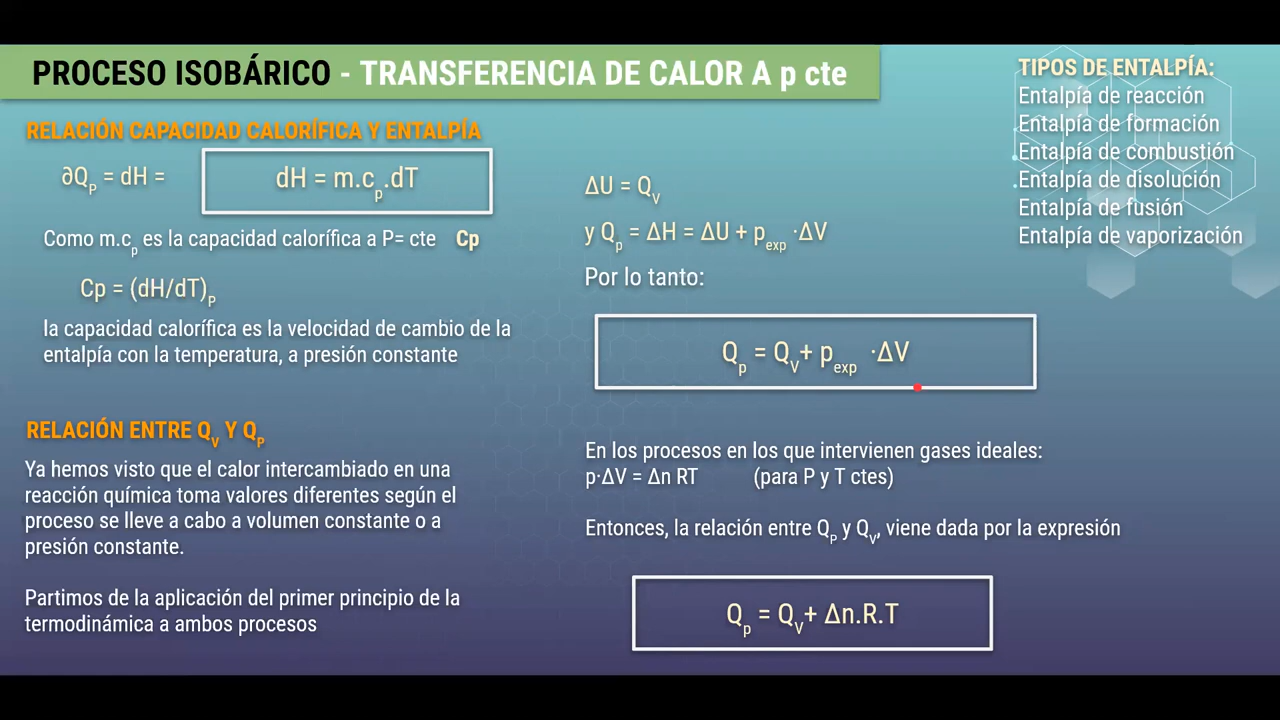 PROCESO ISOBÁRICO - TRANSFERENCIA DE CALOR A p cte
RELACIÓN CAPACIDAD CALORÍFICA Y ENTALPÍA
∂Qₚ = dH =
dH = m.cₚ.dT
Como m.cₚ es la capacidad calorífica a P= cte Cp
Cp = (dH/dT)P
la capacidad calorífica es la velocidad de cambio de la
entalpía con la temperatura, a presión constante
RELACIÓN ENTRE QV Y QP
Ya hemos visto que el calor intercambiado en una
reacción química toma valores diferentes según el
proceso se lleve a cabo a volumen constante o a
presión constante.
Partimos de la aplicación del primer principio de la
termodinámica a ambos procesos
ΔU = QV
y Qp = ΔH = ΔU + pexp ·ΔV
Por lo tanto:
Qp = QV+ pexp ·ΔV
En los procesos en los que intervienen gases ideales:
p·ΔV = Δn RT (para P y T ctes)
Entonces, la relación entre QP y QV, viene dada por la expresión
Qp = QV+ Δn.R.T
TIPOS DE ENTALPÍA:
Entalpía de reacción
Entalpía de formación
Entalpía de combustión
Entalpía de disolución
Entalpía de fusión
Entalpía de vaporización